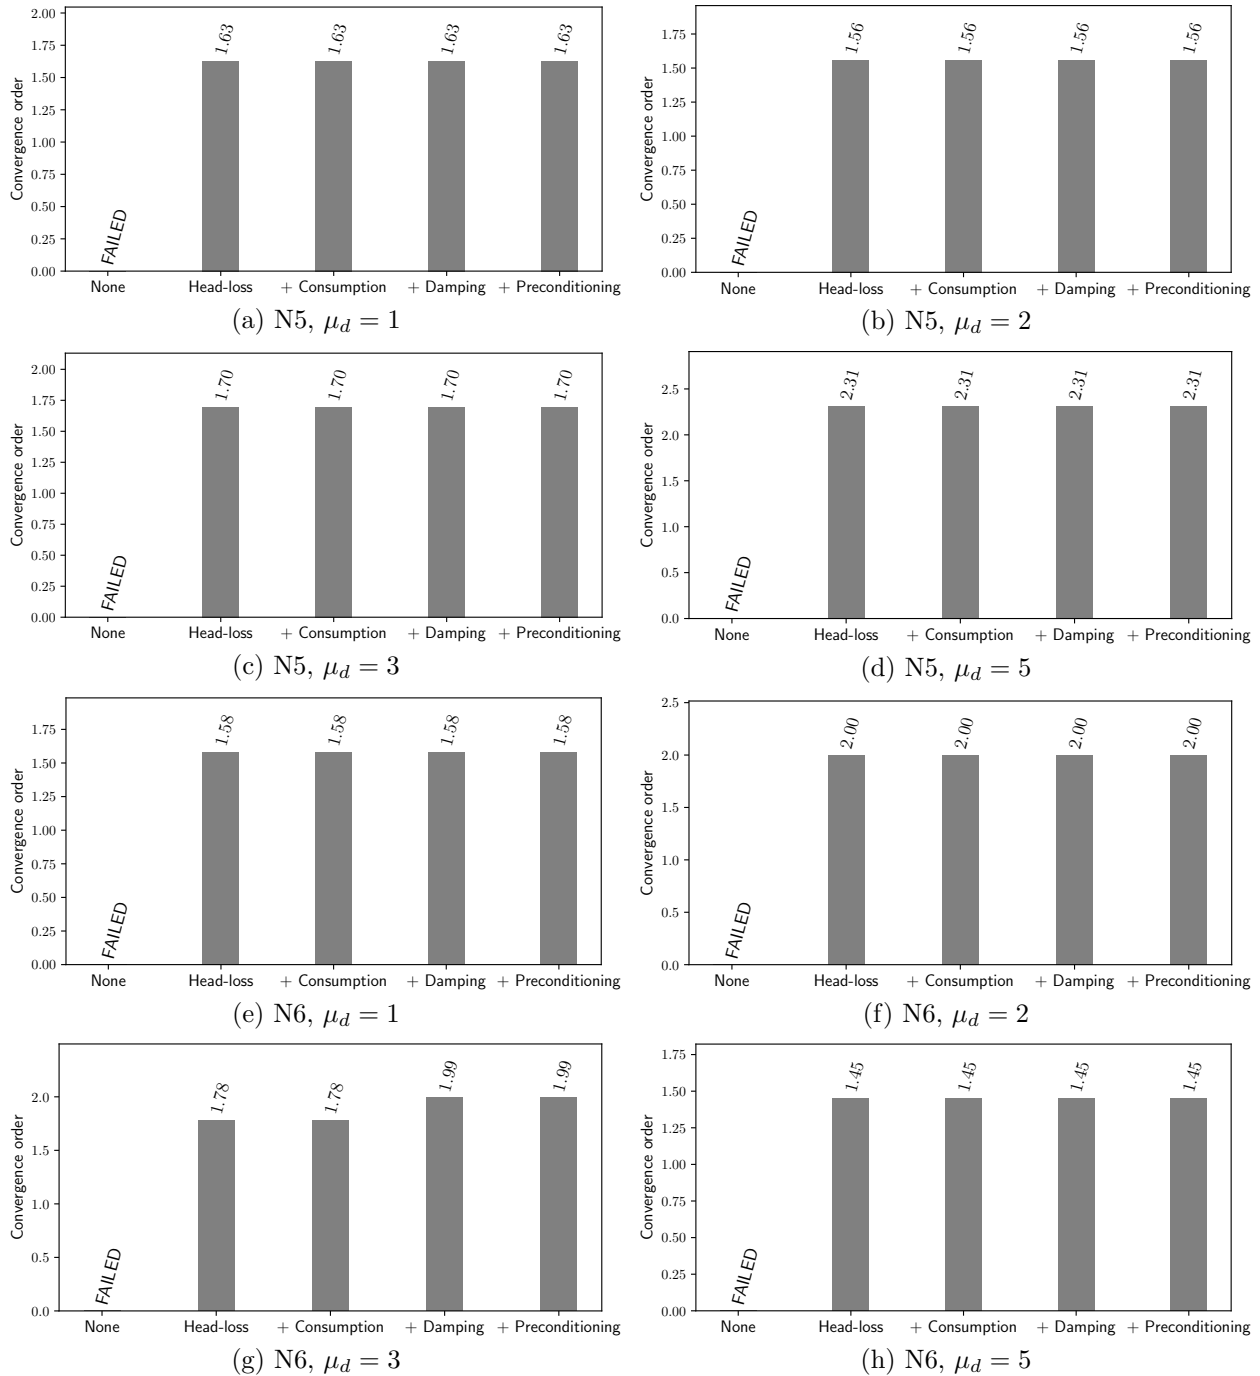 2.00
1.75
1.50
1.25
1.00
0.75
0.50
0.25
0.00
Convergence order
FAILED
1.63
1.63
1.63
1.63
None
Head-loss
+ Consumption
+ Damping
+ Preconditioning
(a) N5, μ_d = 1
1.75
1.50
1.25
1.00
0.75
0.50
0.25
0.00
Convergence order
FAILED
1.56
1.56
1.56
1.56
None
Head-loss
+ Consumption
+ Damping
+ Preconditioning
(b) N5, μ_d = 2
2.00
1.75
1.50
1.25
1.00
0.75
0.50
0.25
0.00
Convergence order
FAILED
1.70
1.70
1.70
1.70
None
Head-loss
+ Consumption
+ Damping
+ Preconditioning
(c) N5, μ_d = 3
2.5
2.0
1.5
1.0
0.5
0.0
Convergence order
FAILED
2.31
2.31
2.31
2.31
None
Head-loss
+ Consumption
+ Damping
+ Preconditioning
(d) N5, μ_d = 5
1.75
1.50
1.25
1.00
0.75
0.50
0.25
0.00
Convergence order
FAILED
1.58
1.58
1.58
1.58
None
Head-loss
+ Consumption
+ Damping
+ Preconditioning
(e) N6, μ_d = 1
2.5
2.0
1.5
1.0
0.5
0.0
Convergence order
FAILED
2.00
2.00
2.00
2.00
None
Head-loss
+ Consumption
+ Damping
+ Preconditioning
(f) N6, μ_d = 2
2.0
1.5
1.0
0.5
0.0
Convergence order
FAILED
1.78
1.78
1.99
1.99
None
Head-loss
+ Consumption
+ Damping
+ Preconditioning
(g) N6, μ_d = 3
1.75
1.50
1.25
1.00
0.75
0.50
0.25
0.00
Convergence order
FAILED
1.45
1.45
1.45
1.45
None
Head-loss
+ Consumption
+ Damping
+ Preconditioning
(h) N6, μ_d = 5